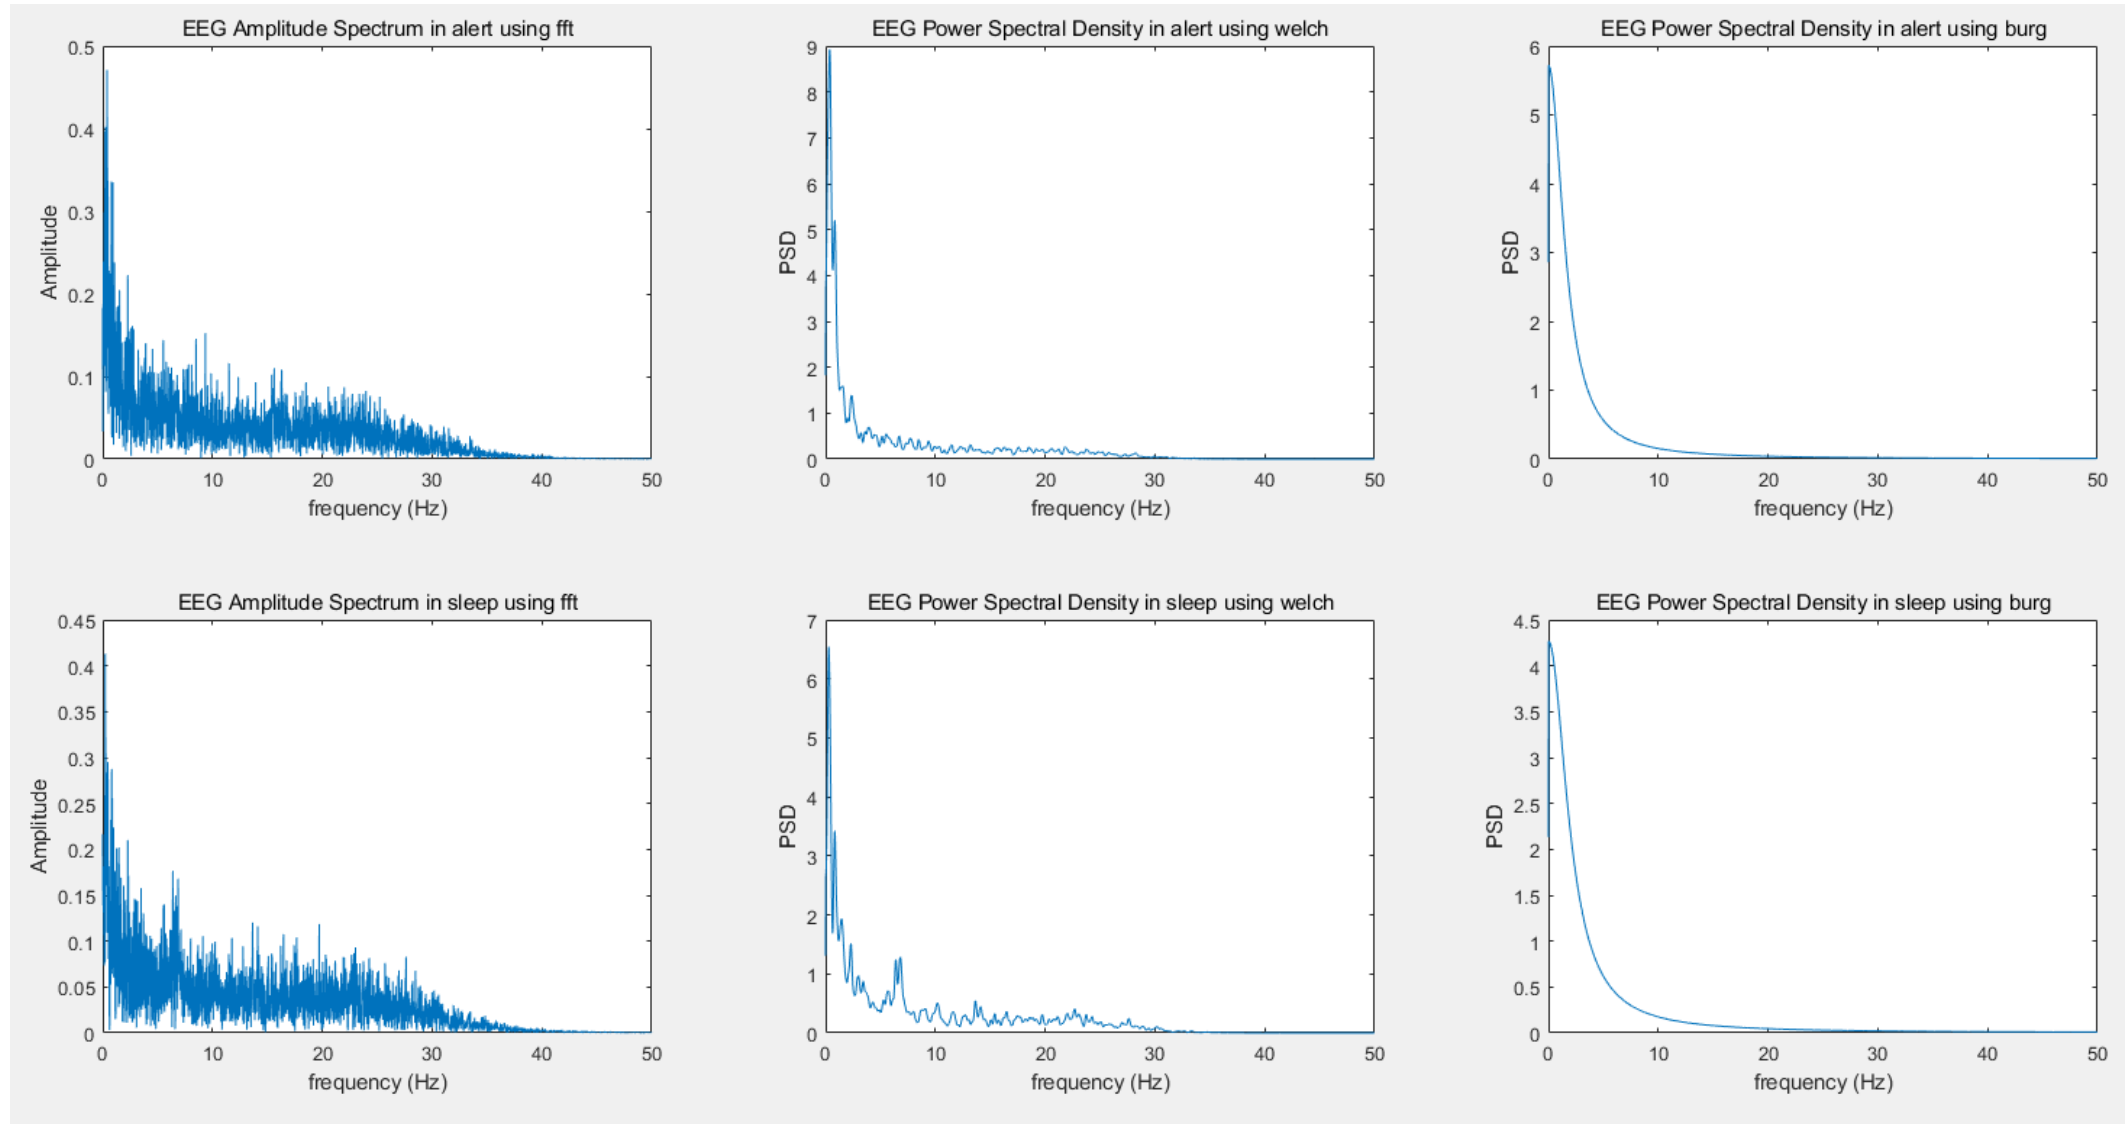 EEG Amplitude Spectrum in alert using fft
0.5
0.4
0.3
0.2
0.1
0
Amplitude
0 10 20 30 40 50
frequency (Hz)
EEG Power Spectral Density in alert using welch
9
8
7
6
5
4
3
2
1
0
PSD
0 10 20 30 40 50
frequency (Hz)
EEG Power Spectral Density in alert using burg
6
5
4
3
2
1
0
PSD
0 10 20 30 40 50
frequency (Hz)
EEG Amplitude Spectrum in sleep using fft
0.45
0.4
0.35
0.3
0.25
0.2
0.15
0.1
0.05
0
Amplitude
0 10 20 30 40 50
frequency (Hz)
EEG Power Spectral Density in sleep using welch
7
6
5
4
3
2
1
0
PSD
0 10 20 30 40 50
frequency (Hz)
EEG Power Spectral Density in sleep using burg
4.5
4
3.5
3
2.5
2
1.5
1
0.5
0
PSD
0 10 20 30 40 50
frequency (Hz)